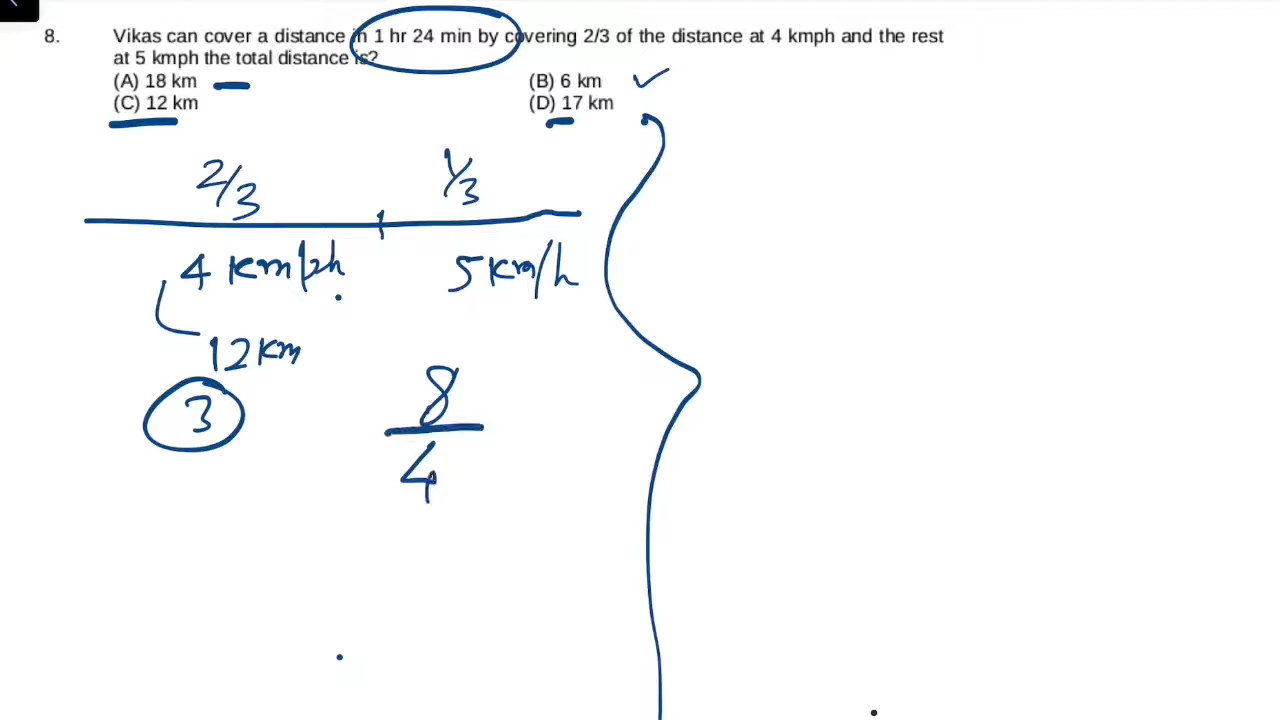 8. Vikas can cover a distance in 1 hr 24 min by covering 2/3 of the distance at 4 kmph and the rest
at 5 kmph the total distance is?
(A) 18 km (B) 6 km
(C) 12 km (D) 17 km
2/3 1/3
4 km/ph 5 km/h
12 km
3
8
4